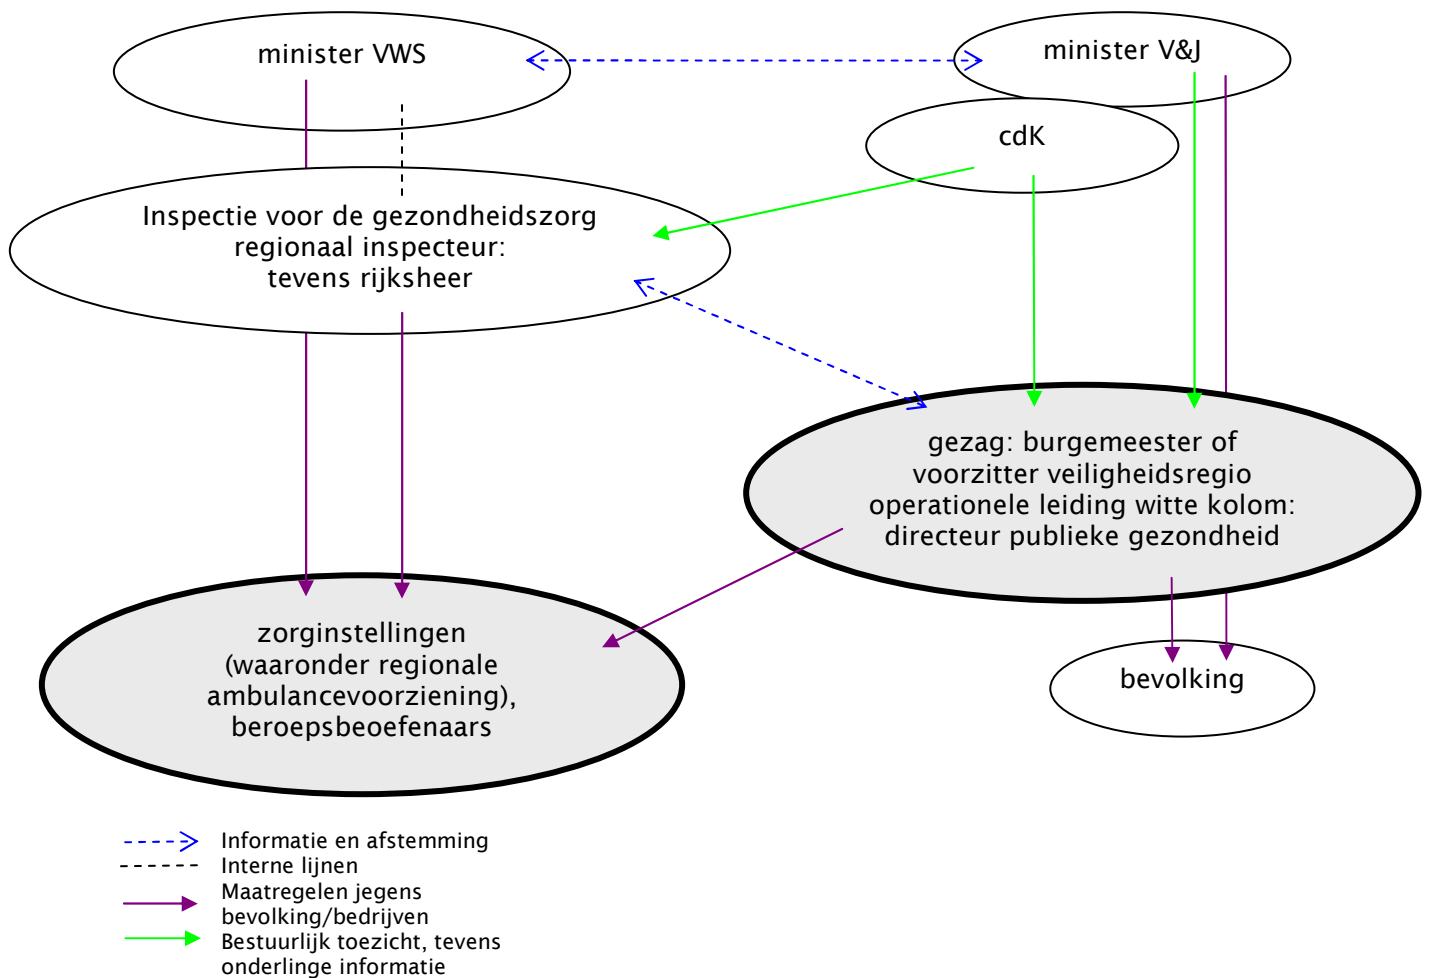 minister VWS
minister V&J
cdK
Inspectie voor de gezondheidszorg
regionaal inspecteur:
tevens rijksheer
gezag: burgemeester of
voorzitter veiligheidsregio
operationele leiding witte kolom:
directeur publieke gezondheid
zorginstellingen
(waaronder regionale
ambulancevoorziening),
beroepsbeoefenaars
bevolking
Informatie en afstemming
Interne lijnen
Maatregelen jegens
bevolking/bedrijven
Bestuurlijk toezicht, tevens
onderlinge informatie